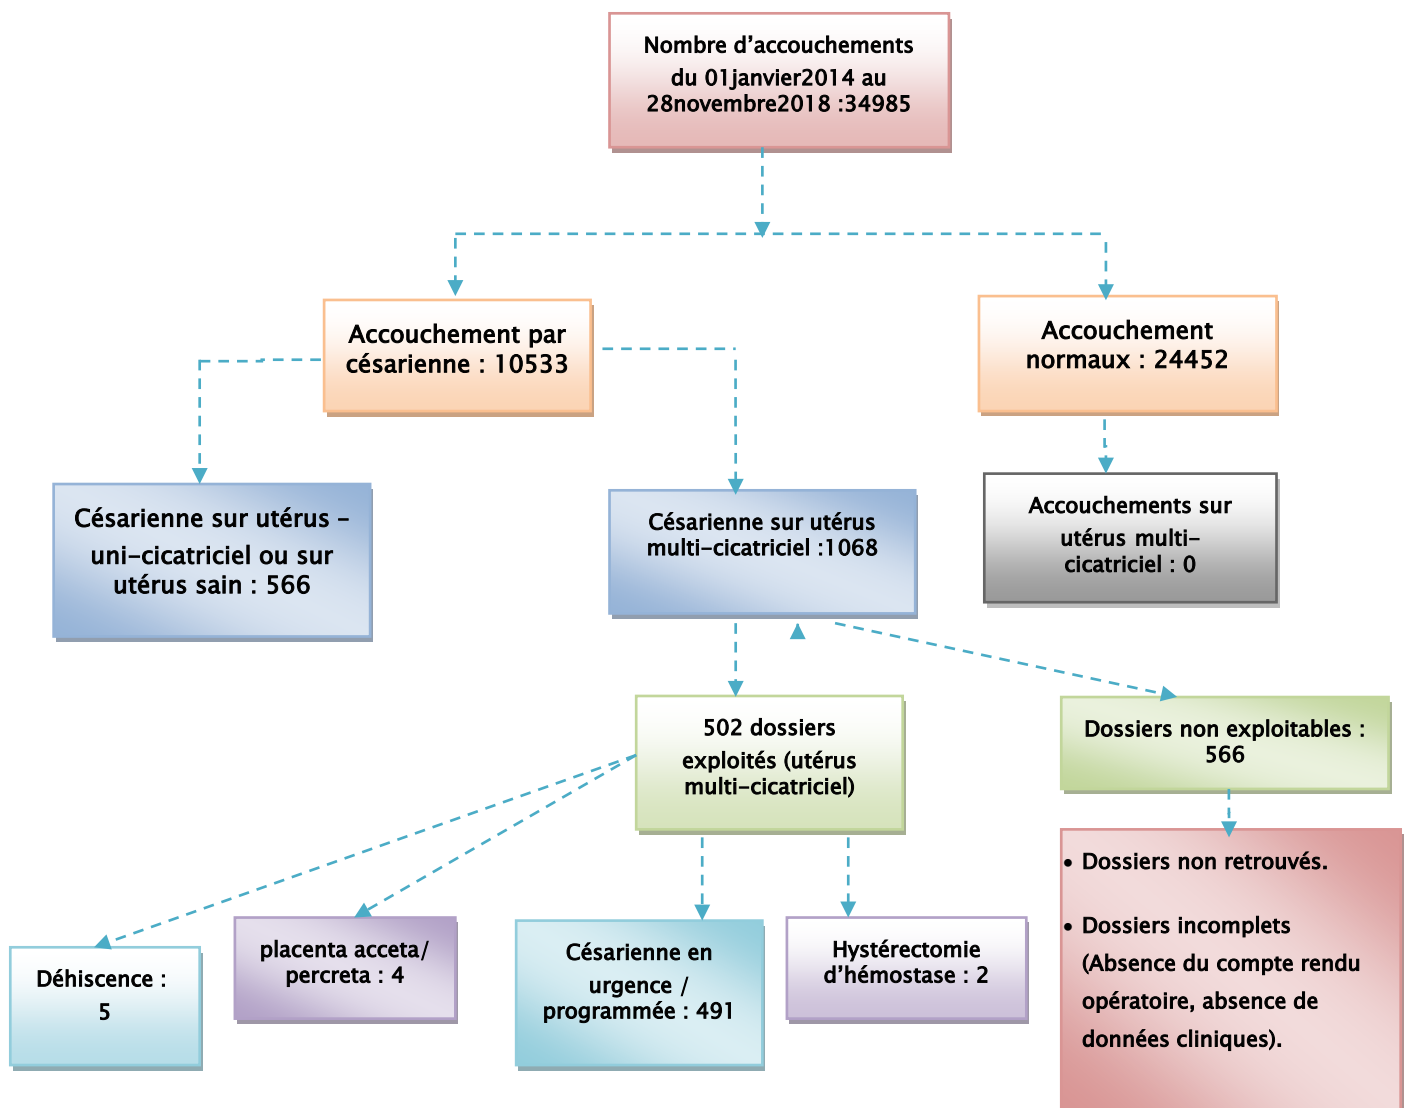 Nombre d’accouchements
du 01janvier2014 au
28novembre2018 :34985
Accouchement par
césarienne : 10533
Accouchement
normaux : 24452
Césarienne sur utérus –
uni-cicatriciel ou sur
utérus sain : 566
Césarienne sur utérus
multi-cicatriciel :1068
Accouchements sur
utérus multi-
cicatriciel : 0
502 dossiers
exploités (utérus
multi-cicatriciel)
Dossiers non exploitables :
566
Déhiscence :
5
placenta acceta/
percreta : 4
Césarienne en
urgence /
programmée : 491
Hystérectomie
d’hémostase : 2
• Dossiers non retrouvés.
• Dossiers incomplets
(Absence du compte rendu
opératoire, absence de
données cliniques).